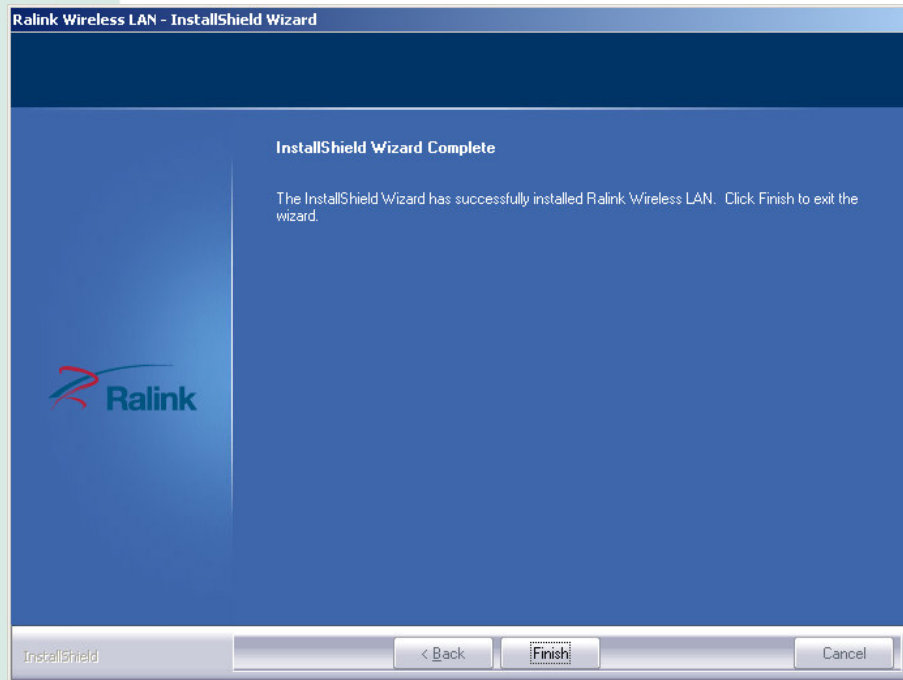 Ralink Wireless LAN - InstallShield Wizard
InstallShield Wizard Complete
The InstallShield Wizard has successfully installed Ralink Wireless LAN. Click Finish to exit the
wizard.
Ralink
InstallShield
< Back
Finish
Cancel